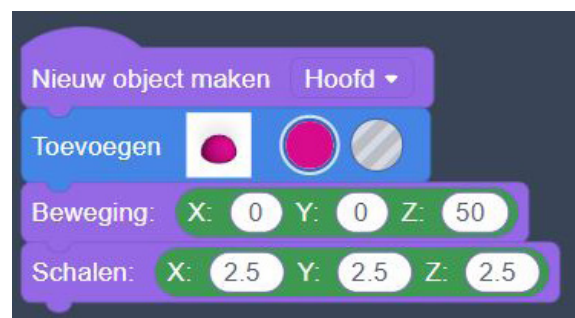 Nieuw object maken Hoofd
Toevoegen
Beweging: X: 0 Y: 0 Z: 50
Schalen: X: 2.5 Y: 2.5 Z: 2.5